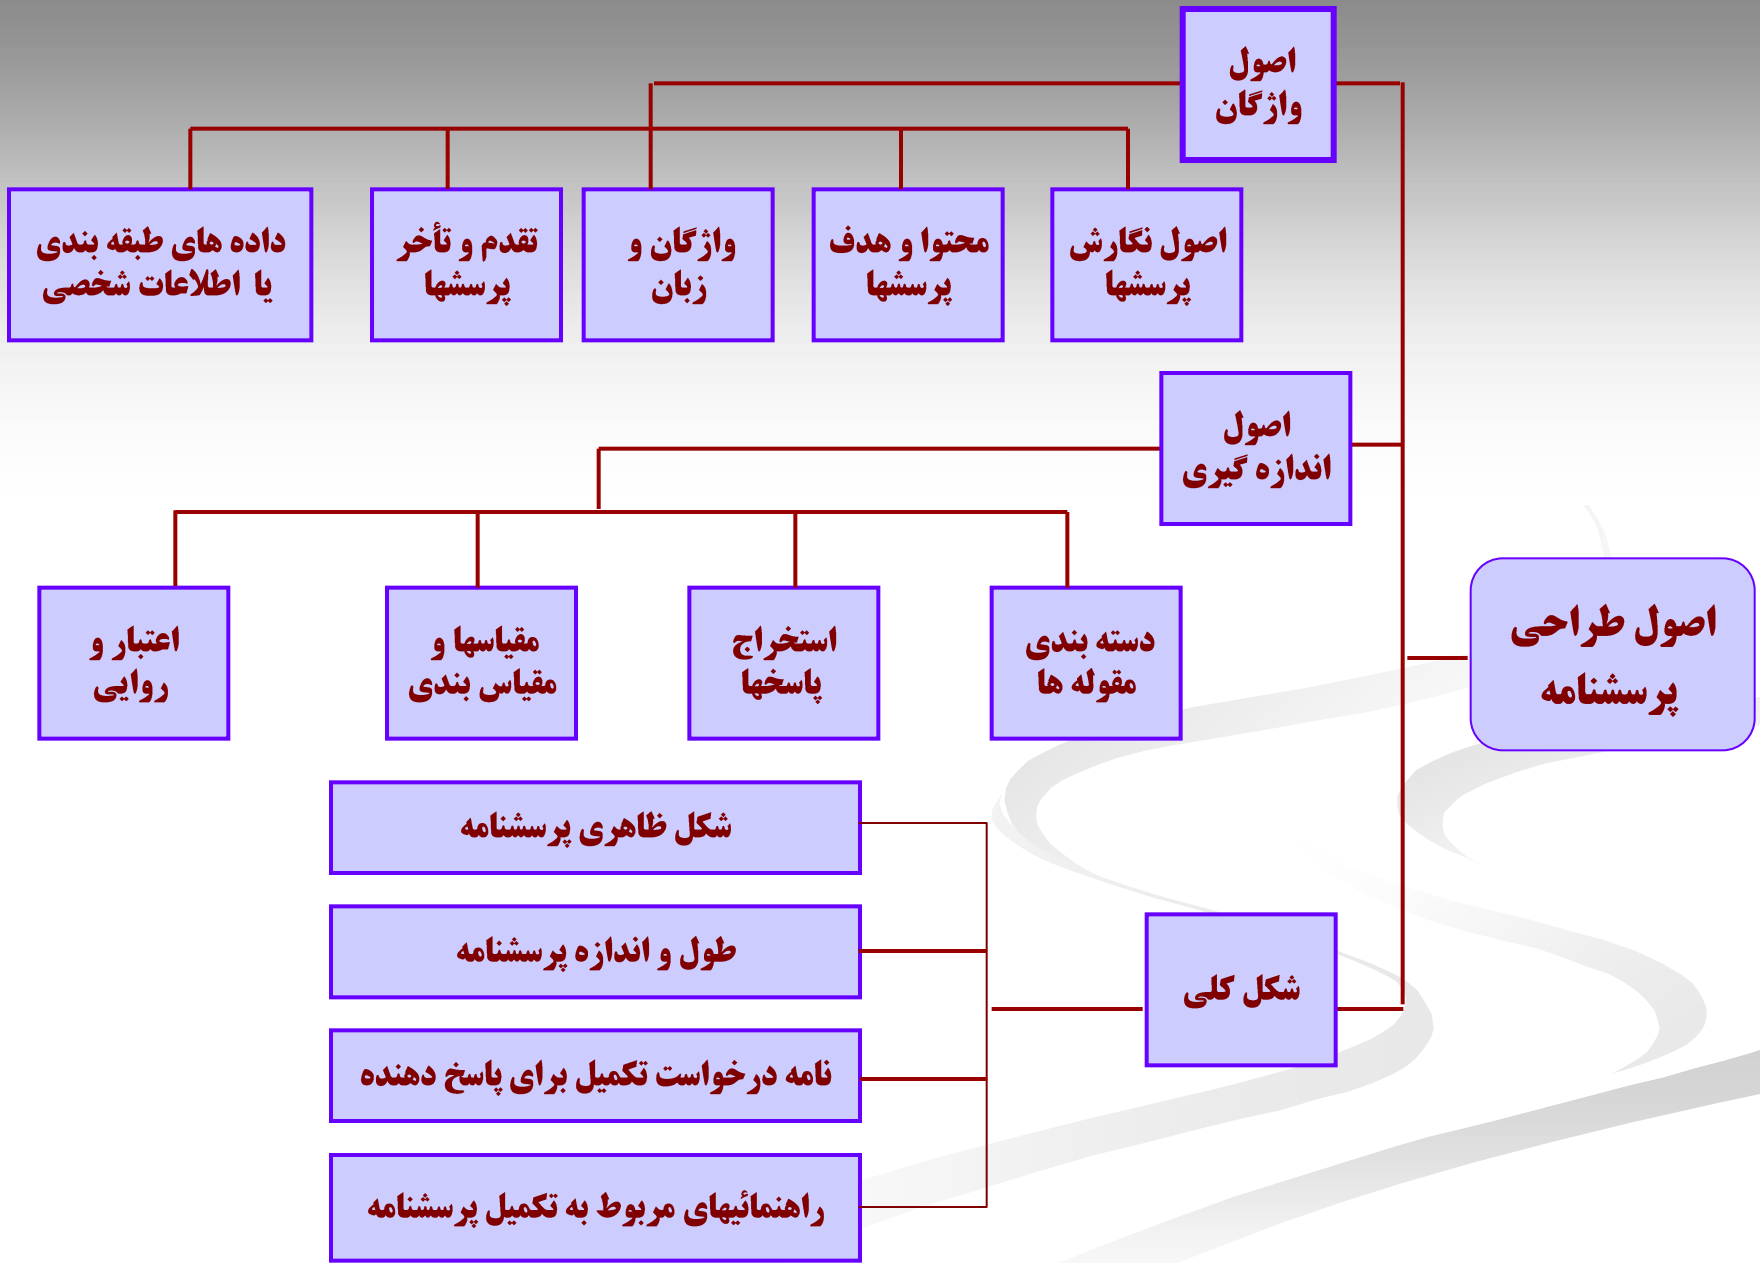 اصول
واژگان
اصول نگارش
پرسشها
محتوا و هدف
پرسشها
واژگان و
زبان
تقدم و تأخر
پرسشها
داده های طبقه بندی
یا اطلاعات شخصی
اصول
اندازه گیری
دسته بندی
مقوله ها
استخراج
پاسخها
مقیاسها و
مقیاس بندی
اعتبار و
روایی
اصول طراحی
پرسشنامه
شکل کلی
شکل ظاهری پرسشنامه
طول و اندازه پرسشنامه
نامه درخواست تکمیل برای پاسخ دهنده
راهنمائیهای مربوط به تکمیل پرسشنامه